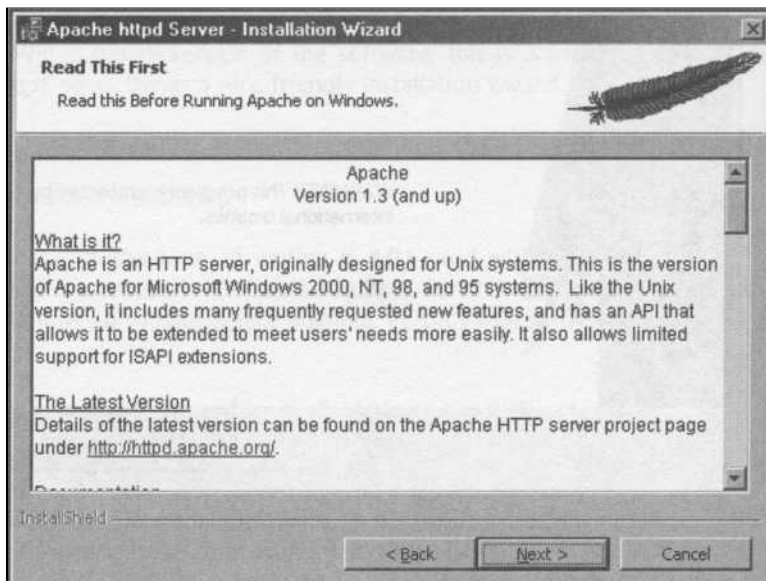 Apache httpd Server - Installation Wizard
Read This First
Read this Before Running Apache on Windows.
Apache
Version 1.3 (and up)
What is it?
Apache is an HTTP server, originally designed for Unix systems. This is the version
of Apache for Microsoft Windows 2000, NT, 98, and 95 systems. Like the Unix
version, it includes many frequently requested new features, and has an API that
allows it to be extended to meet users' needs more easily. It also allows limited
support for ISAPI extensions.
The Latest Version
Details of the latest version can be found on the Apache HTTP server project page
under http://httpd.apache.org/.
Documentation
InstallShield
< Back
Next >
Cancel